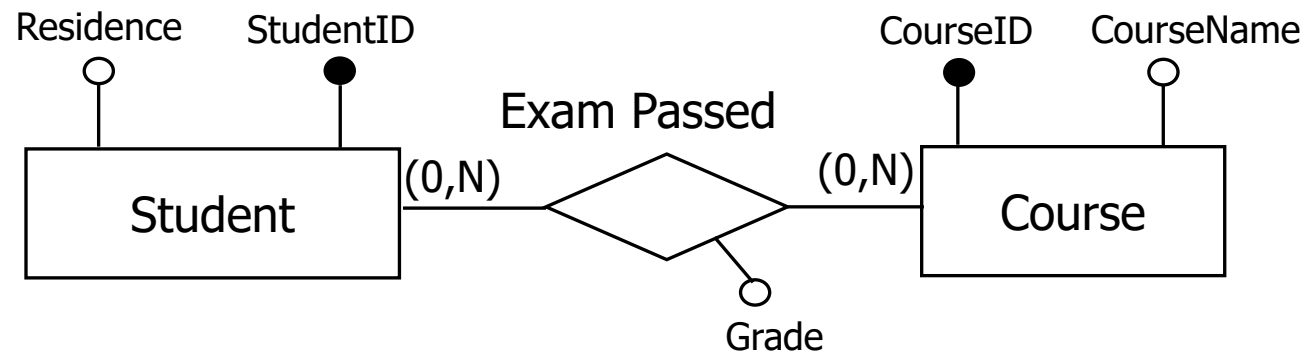 Residence
StudentID
CourseID
CourseName
Exam Passed
(0,N)
(0,N)
Student
Course
Grade